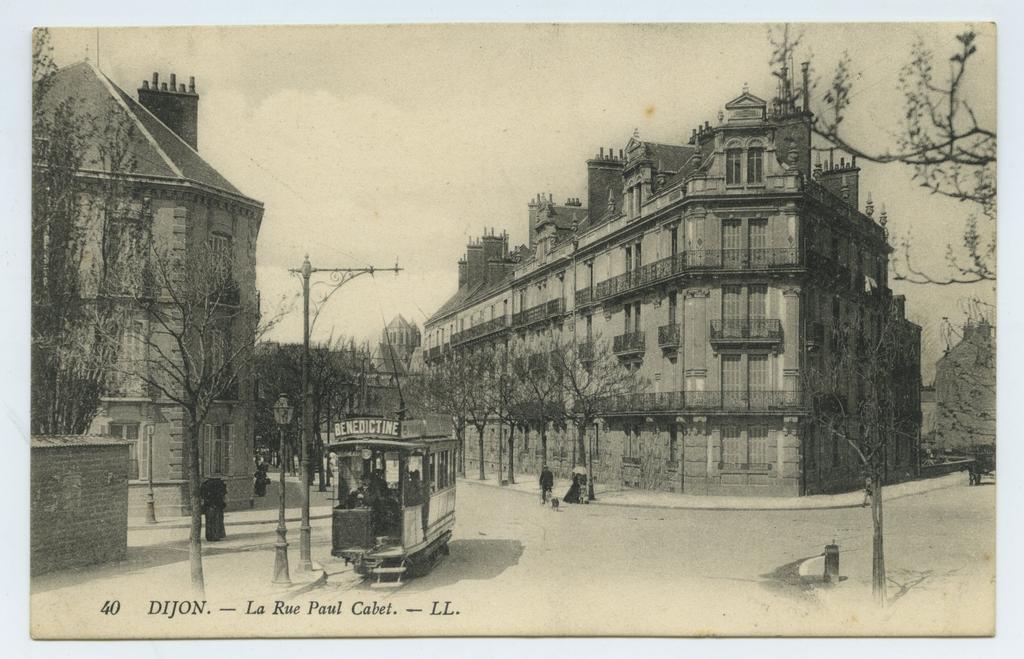 BENEDICTINE
40 DIJON. — La Rue Paul Cabet. — LL.